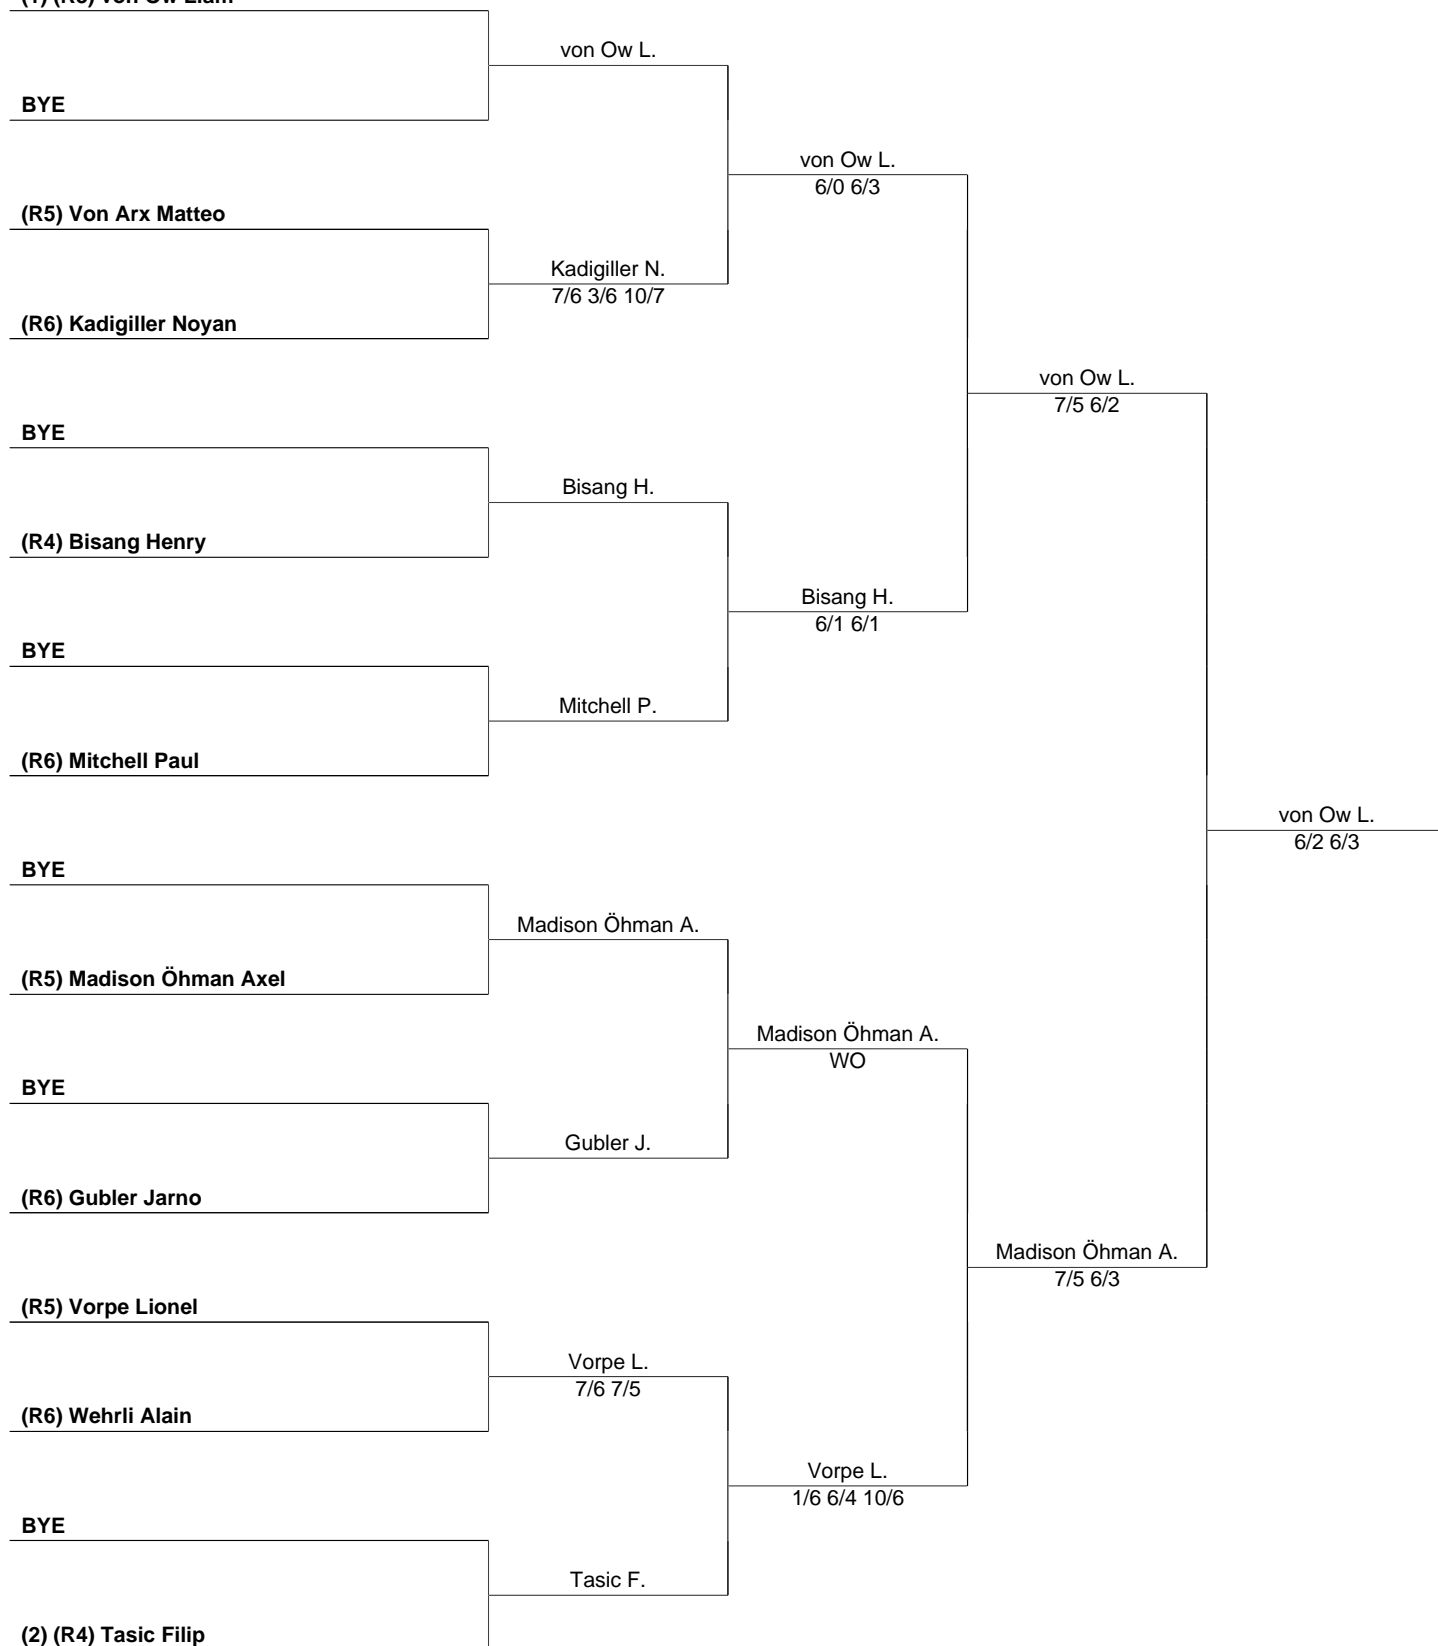 von Ow L.
BYE
von Ow L.
6/0 6/3
(R5) Von Arx Matteo
Kadigiller N.
7/6 3/6 10/7
(R6) Kadigiller Noyan
von Ow L.
7/5 6/2
BYE
Bisang H.
(R4) Bisang Henry
Bisang H.
6/1 6/1
BYE
Mitchell P.
(R6) Mitchell Paul
von Ow L.
6/2 6/3
BYE
Madison Öhman A.
(R5) Madison Öhman Axel
Madison Öhman A.
WO
BYE
Gubler J.
(R6) Gubler Jarno
Madison Öhman A.
7/5 6/3
(R5) Vorpe Lionel
Vorpe L.
7/6 7/5
(R6) Wehrli Alain
Vorpe L.
1/6 6/4 10/6
BYE
Tasic F.
(2) (R4) Tasic Filip